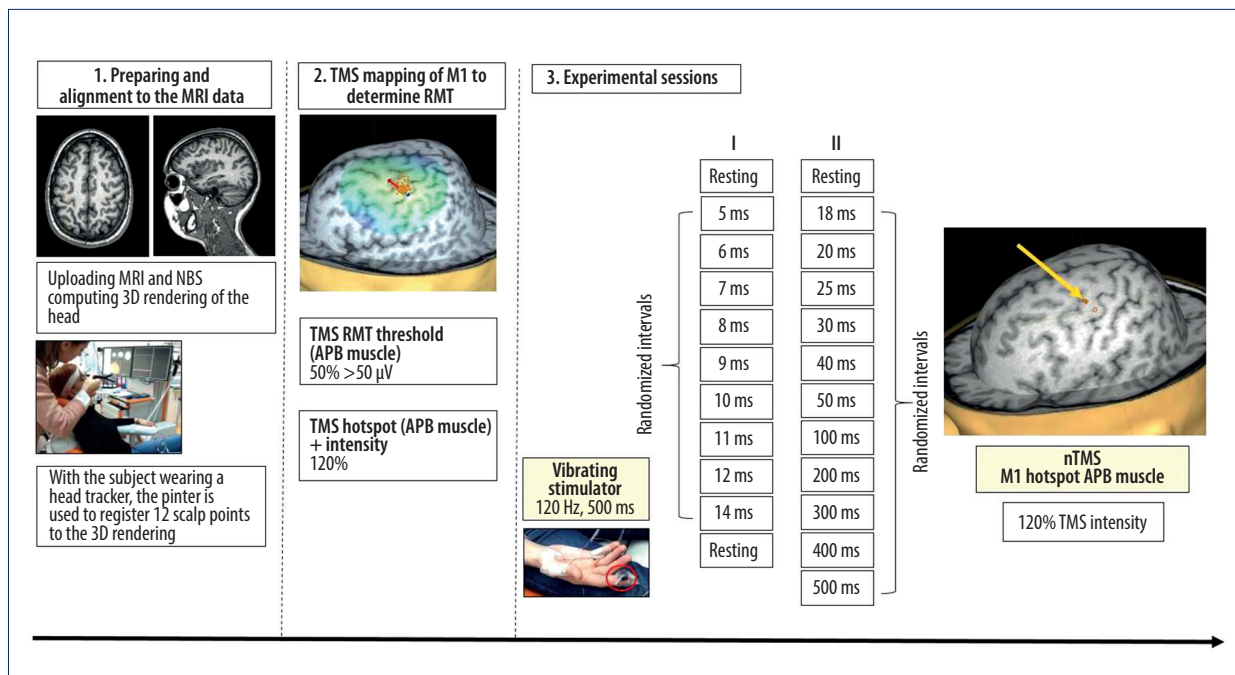 1. Preparing and
alignment to the MRI data
Uploading MRI and NBS
computing 3D rendering of the
head
With the subject wearing a
head tracker, the pinter is
used to register 12 scalp points
to the 3D rendering
2. TMS mapping of M1 to
determine RMT
TMS RMT threshold
(APB muscle)
50% >50 µV
TMS hotspot (APB muscle)
+ intensity
120%
3. Experimental sessions
Vibrating
stimulator
120 Hz, 500 ms
Randomized intervals
I
Resting
5 ms
6 ms
7 ms
8 ms
9 ms
10 ms
11 ms
12 ms
14 ms
Resting
II
Resting
18 ms
20 ms
25 ms
30 ms
40 ms
50 ms
100 ms
200 ms
300 ms
400 ms
500 ms
Randomized intervals
nTMS
M1 hotspot APB muscle
120% TMS intensity